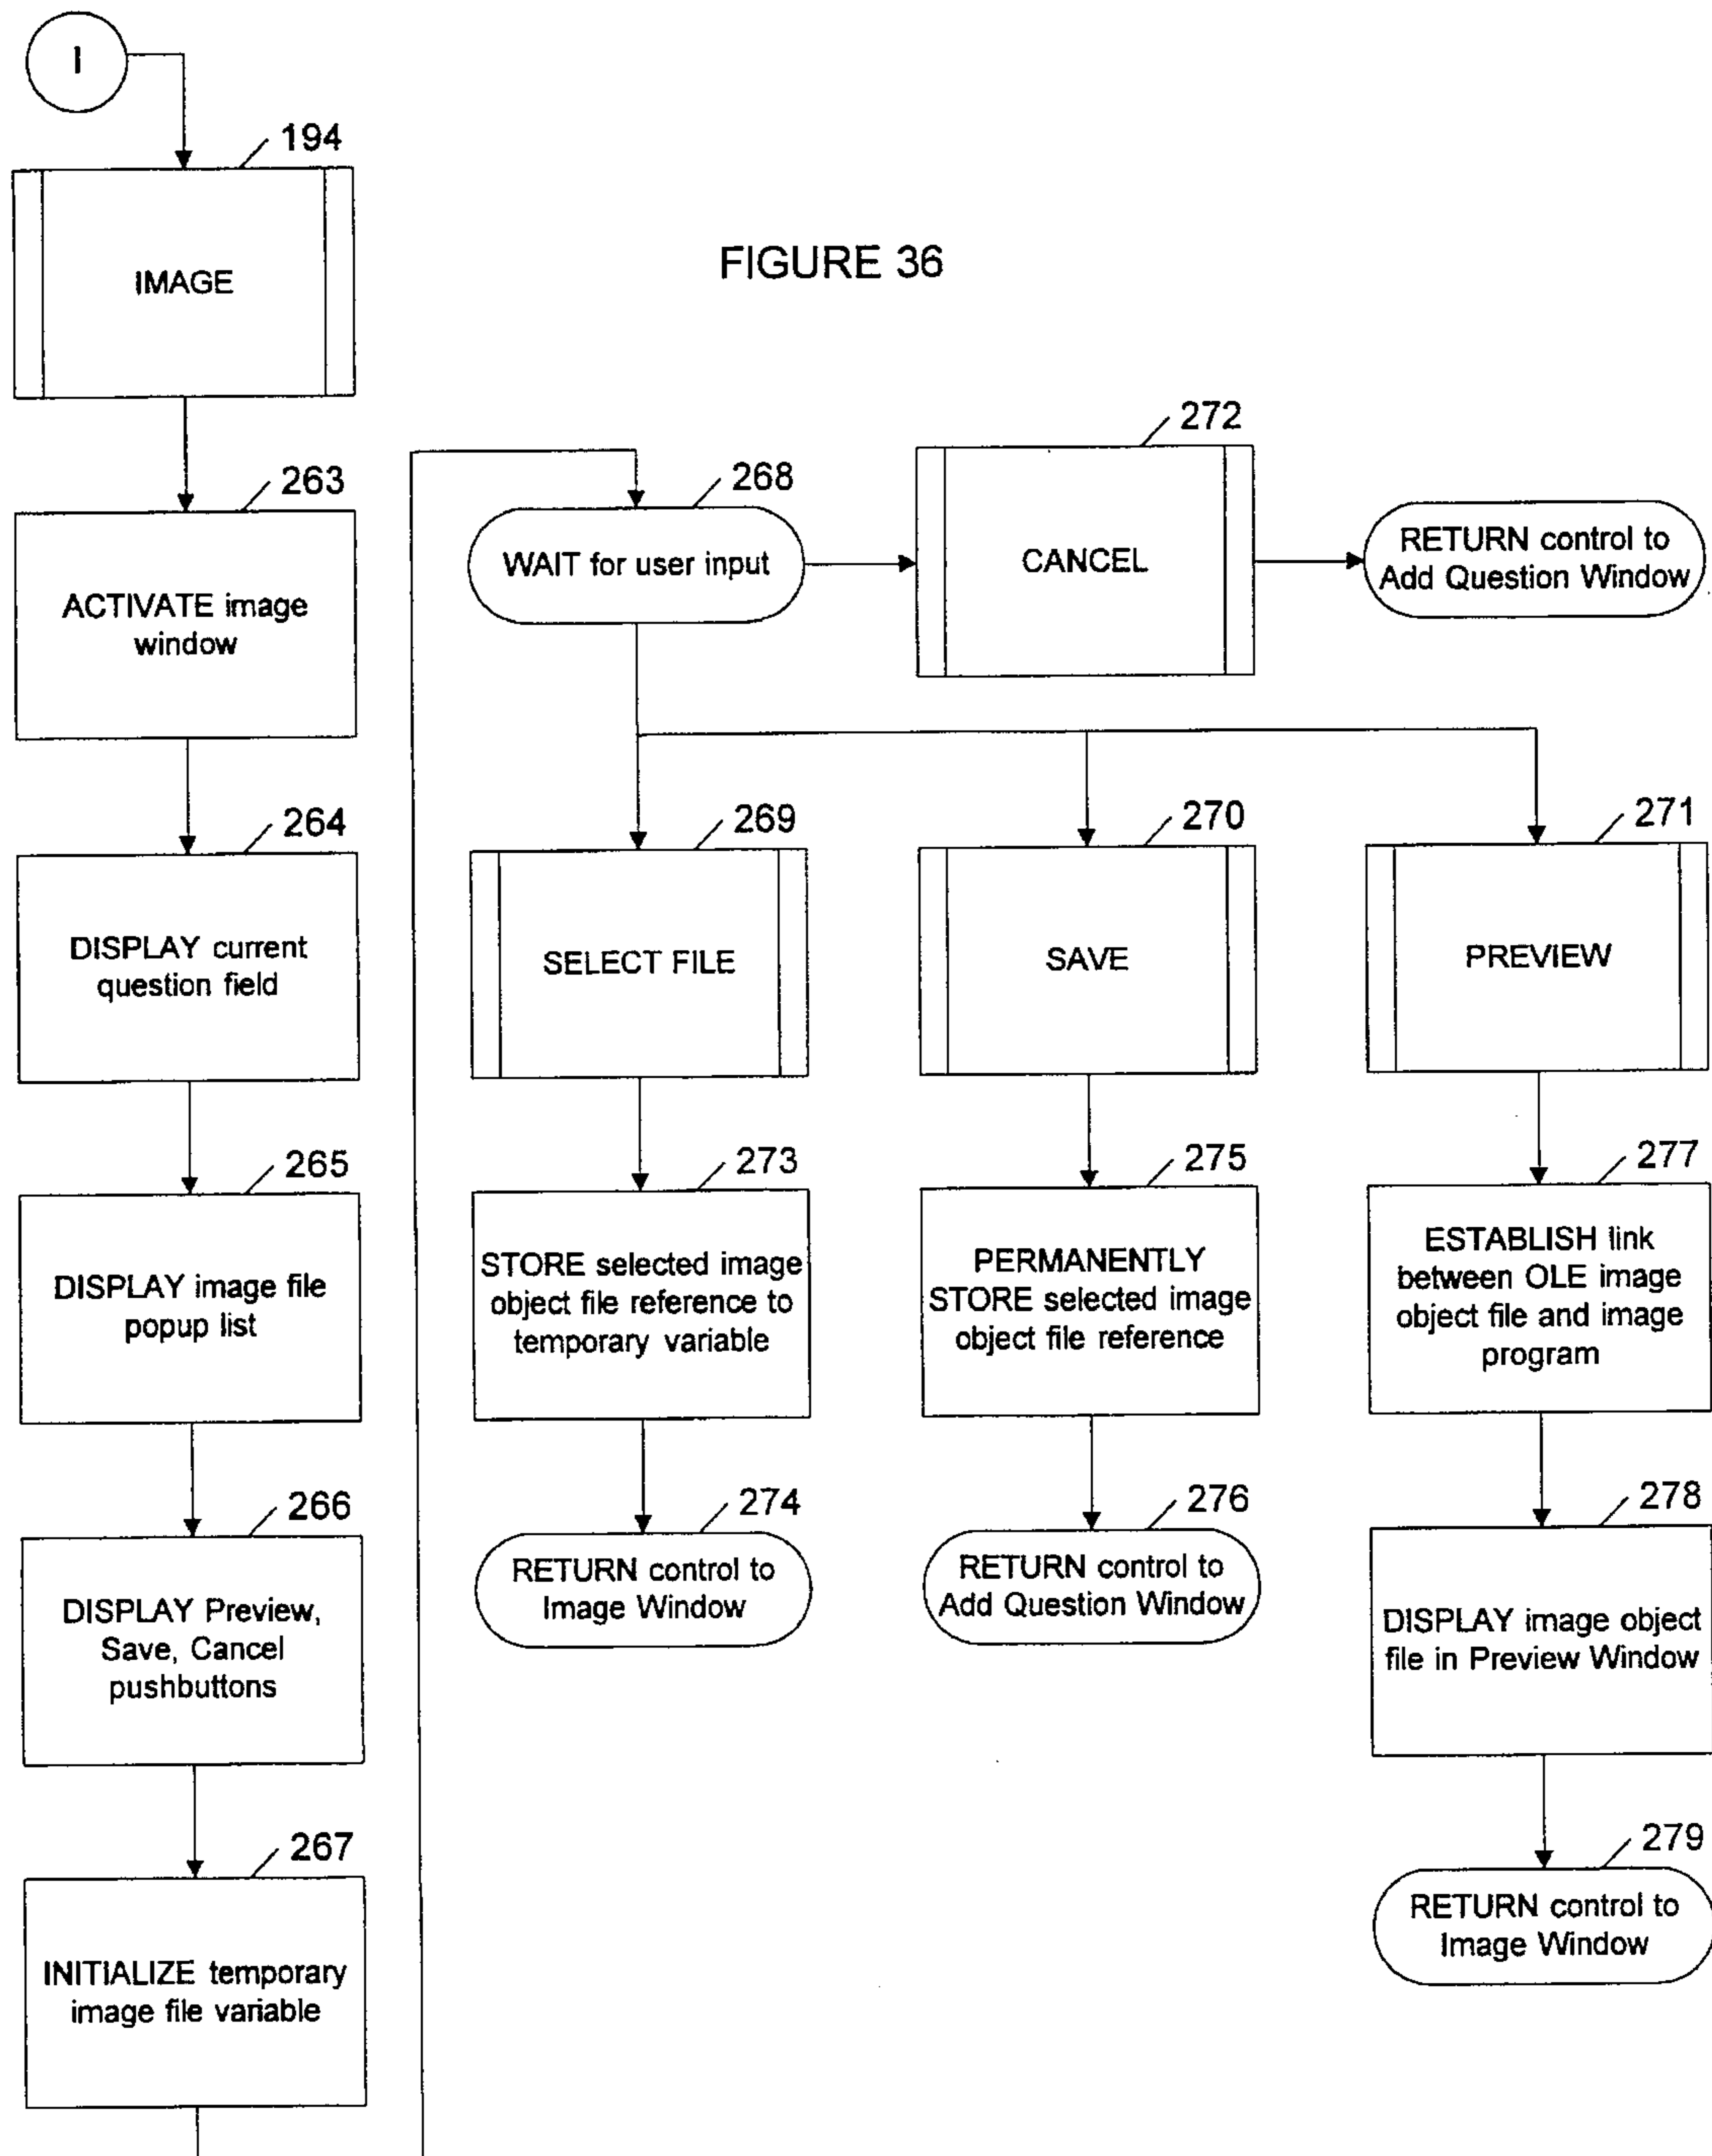 I
194
IMAGE
FIGURE 36
263
ACTIVATE image
window
264
DISPLAY current
question field
265
DISPLAY image file
popup list
266
DISPLAY Preview,
Save, Cancel
pushbuttons
267
INITIALIZE temporary
image file variable
268
WAIT for user input
272
CANCEL
RETURN control to
Add Question Window
269
SELECT FILE
270
SAVE
271
PREVIEW
273
STORE selected image
object file reference to
temporary variable
275
PERMANENTLY
STORE selected image
object file reference
277
ESTABLISH link
between OLE image
object file and image
program
274
RETURN control to
Image Window
276
RETURN control to
Add Question Window
278
DISPLAY image object
file in Preview Window
279
RETURN control to
Image Window